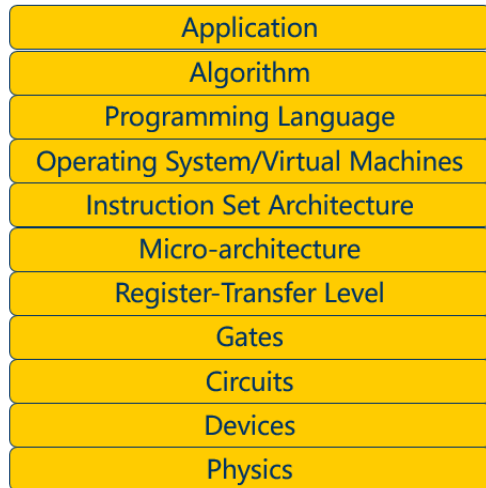 Application
Algorithm
Programming Language
Operating System/Virtual Machines
Instruction Set Architecture
Micro-architecture
Register-Transfer Level
Gates
Circuits
Devices
Physics